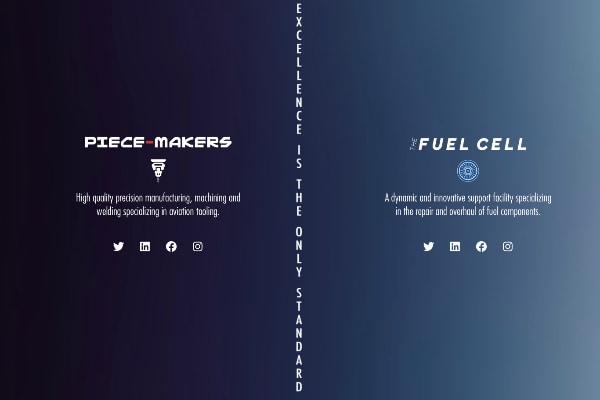 PIECE-MAKERS
High quality precision manufacturing, machining and
welding specializing in aviation tooling.
EXCELLENCE IS THE ONLY STANDARD
THE FUEL CELL
A dynamic and innovative support facility specializing
in the repair and overhaul of fuel components.